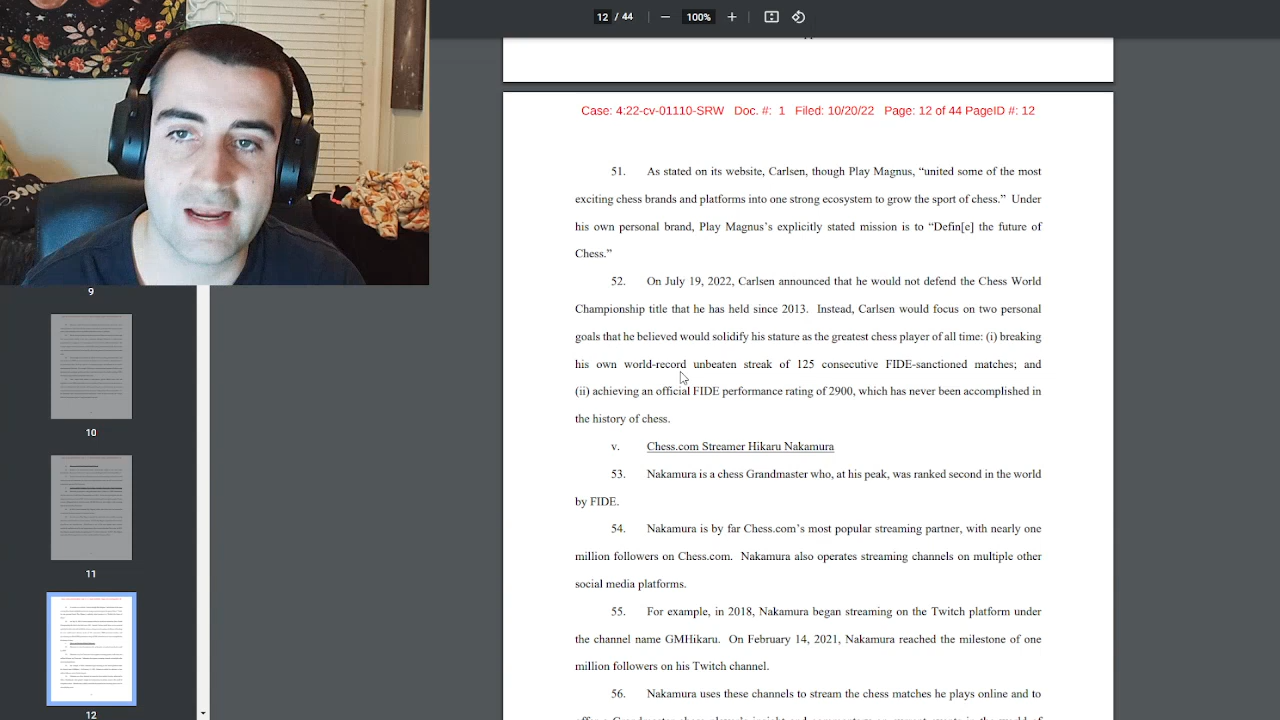 12 / 44
100%
Case: 4:22-cv-01110-SRW Doc. #: 1 Filed: 10/20/22 Page: 12 of 44 PageID #: 12
51. As stated on its website, Carlsen, though Play Magnus, “united some of the most
exciting chess brands and platforms into one strong ecosystem to grow the sport of chess.” Under
his own personal brand, Play Magnus’s explicitly stated mission is to “Defin[e] the future of
Chess.”
52. On July 19, 2022, Carlsen announced that he would not defend the Chess World
Championship title that he has held since 2013. Instead, Carlsen would focus on two personal
goals that he believed would solidify his stature as the greatest chess player of all time: (i) breaking
his own world-record unbeaten streak of 125 consecutive FIDE-sanctioned matches; and
(ii) achieving an official FIDE performance rating of 2900, which has never been accomplished in
the history of chess.
v. Chess.com Streamer Hikaru Nakamura
53. Nakamura is a chess Grandmaster who, at his peak, was ranked second in the world
by FIDE.
54. Nakamura is by far Chess.com’s most popular streaming partner, with nearly one
million followers on Chess.com. Nakamura also operates streaming channels on multiple other
social media platforms.
55. For example, in 2018, Nakamura began streaming on the Twitch platform under
the channel name GMHikaru. On February 14, 2021, Nakamura reached the milestone of one
million followers on his Twitch channel.
56. Nakamura uses these channels to stream the chess matches he plays online and to
9
10
11
12